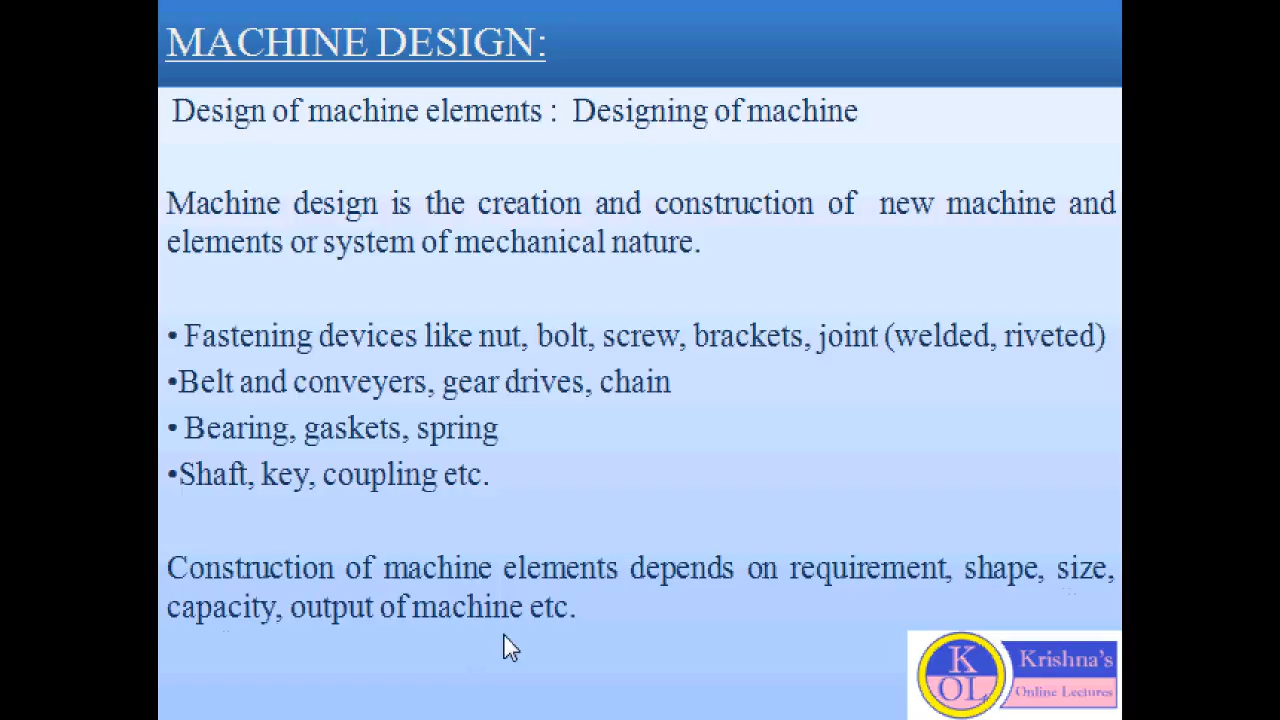 MACHINE DESIGN:
Design of machine elements : Designing of machine
Machine design is the creation and construction of new machine and
elements or system of mechanical nature.
• Fastening devices like nut, bolt, screw, brackets, joint (welded, riveted)
•Belt and conveyers, gear drives, chain
• Bearing, gaskets, spring
•Shaft, key, coupling etc.
Construction of machine elements depends on requirement, shape, size,
capacity, output of machine etc.
K
OL
Krishna's
Online Lectures